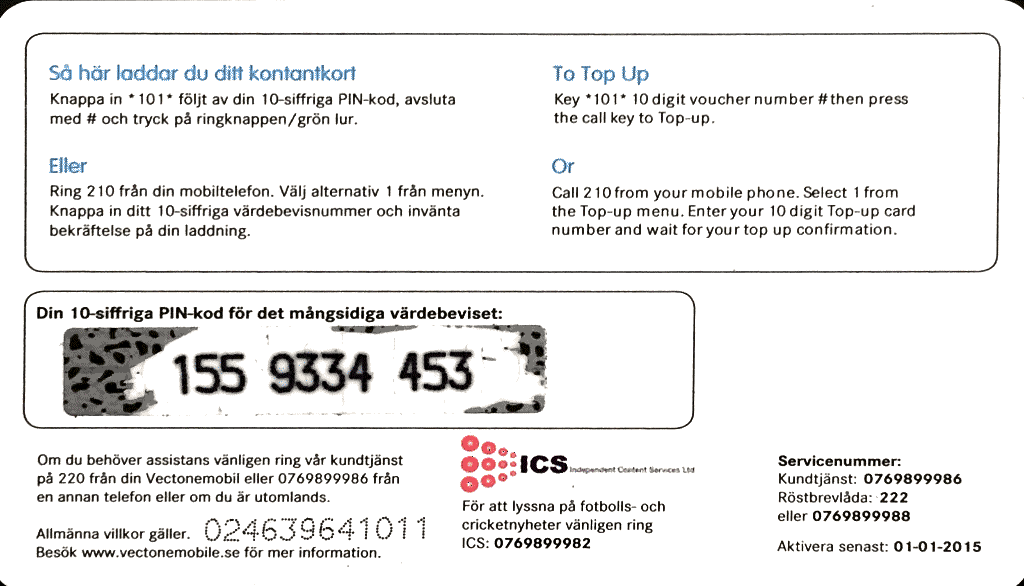 Så här laddar du ditt kontantkort
Knappa in *101* följt av din 10-siffriga PIN-kod, avsluta
med # och tryck på ringknappen/grön lur.
Eller
Ring 210 från din mobiltelefon. Välj alternativ 1 från menyn.
Knappa in ditt 10-siffriga värdebevisnummer och invänta
bekräftelse på din laddning.
To Top Up
Key *101* 10 digit voucher number # then press
the call key to Top-up.
Or
Call 210 from your mobile phone. Select 1 from
the Top-up menu. Enter your 10 digit Top-up card
number and wait for your top up confirmation.
Din 10-siffriga PIN-kod för det mångsidiga värdebeviset:
155 9334 453
Om du behöver assistans vänligen ring vår kundtjänst
på 220 från din Vectonemobil eller 0769899986 från
en annan telefon eller om du är utomlands.
Allmänna villkor gäller. 024639641011
Besök www.vectonemobile.se för mer information.
ICS Independent Content Services Ltd
För att lyssna på fotbolls- och
cricketnyheter vänligen ring
ICS: 0769899982
Servicenummer:
Kundtjänst: 0769899986
Röstbrevlåda: 222
eller 0769899988
Aktivera senast: 01-01-2015